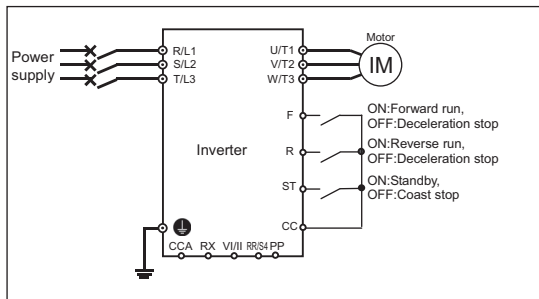 Power
supply
R/L1
S/L2
T/L3
U/T1
V/T2
W/T3
Motor
IM
Inverter
F
ON:Forward run,
OFF:Deceleration stop
R
ON:Reverse run,
OFF:Deceleration stop
ST
ON:Standby,
OFF:Coast stop
CC
CCA RX VI/II RR/S4 PP